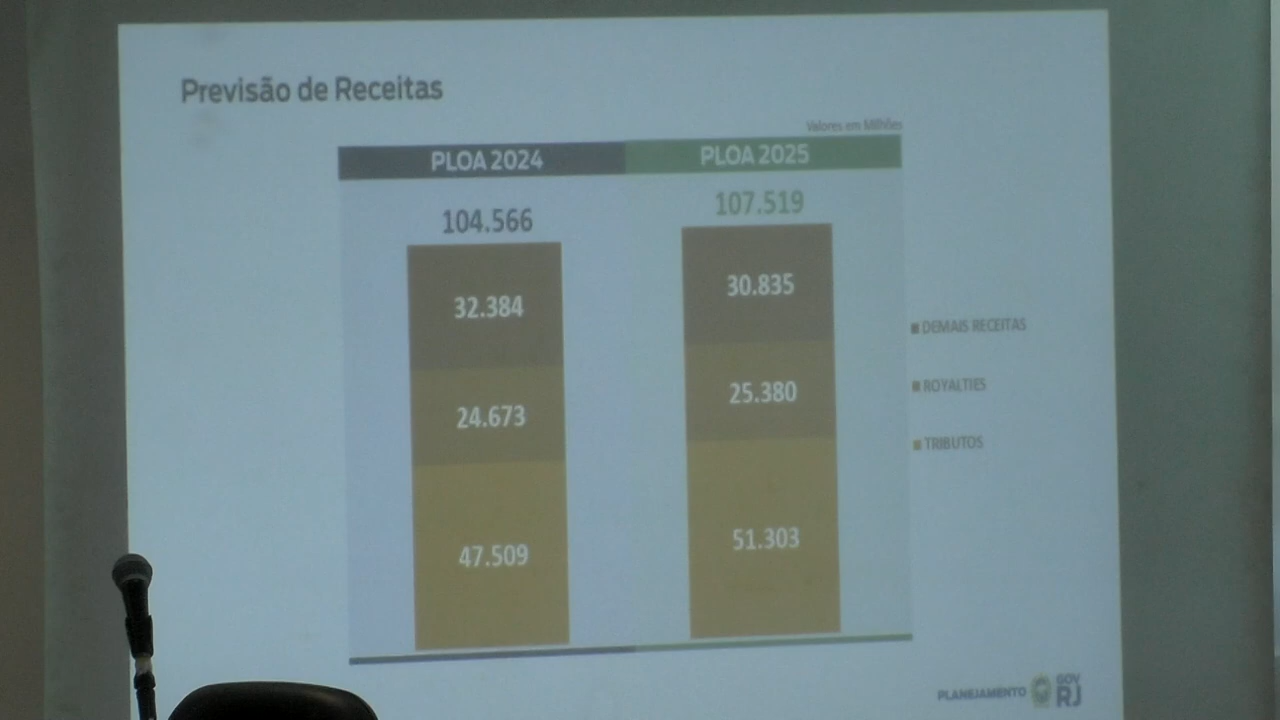 Previsão de Receitas
Valores em Milhões
PLOA 2024
PLOA 2025
104.566
107.519
32.384
30.835
24.673
25.380
47.509
51.303
DEMAIS RECEITAS
ROYALTIES
TRIBUTOS
PLANEJAMENTO
GOV
RJ